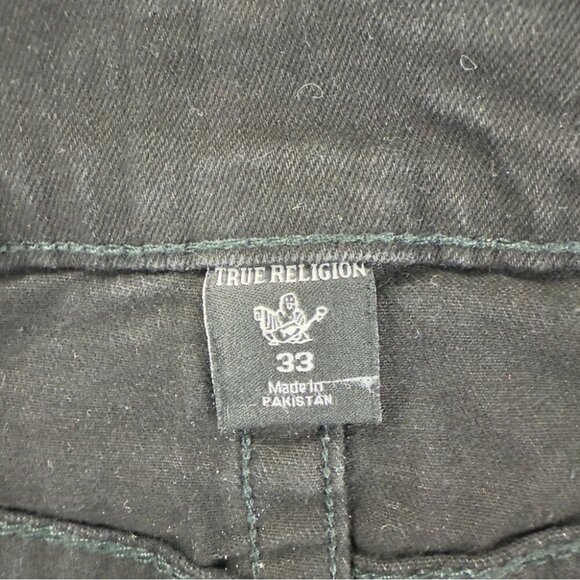 TRUE RELIGION
33
Made in
PAKISTAN